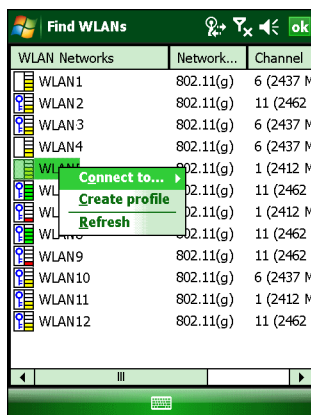 Find WLANs ok
WLAN Networks Network... Channel
WLAN1 802.11(g) 6 (2437 M
WLAN2 802.11(g) 11 (2462
WLAN3 802.11(g) 6 (2437 M
WLAN4 802.11(g) 6 (2437 M
802.11(g) 1 (2412 M
Connect to...
WL 802.11(g) 11 (2462
Create profile
WL 802.11(g) 1 (2412 M
Refresh
802.11(g) 11 (2462
WLAN9 802.11(g) 11 (2462
WLAN10 802.11(g) 6 (2437 M
WLAN11 802.11(g) 1 (2412 M
WLAN12 802.11(g) 11 (2462